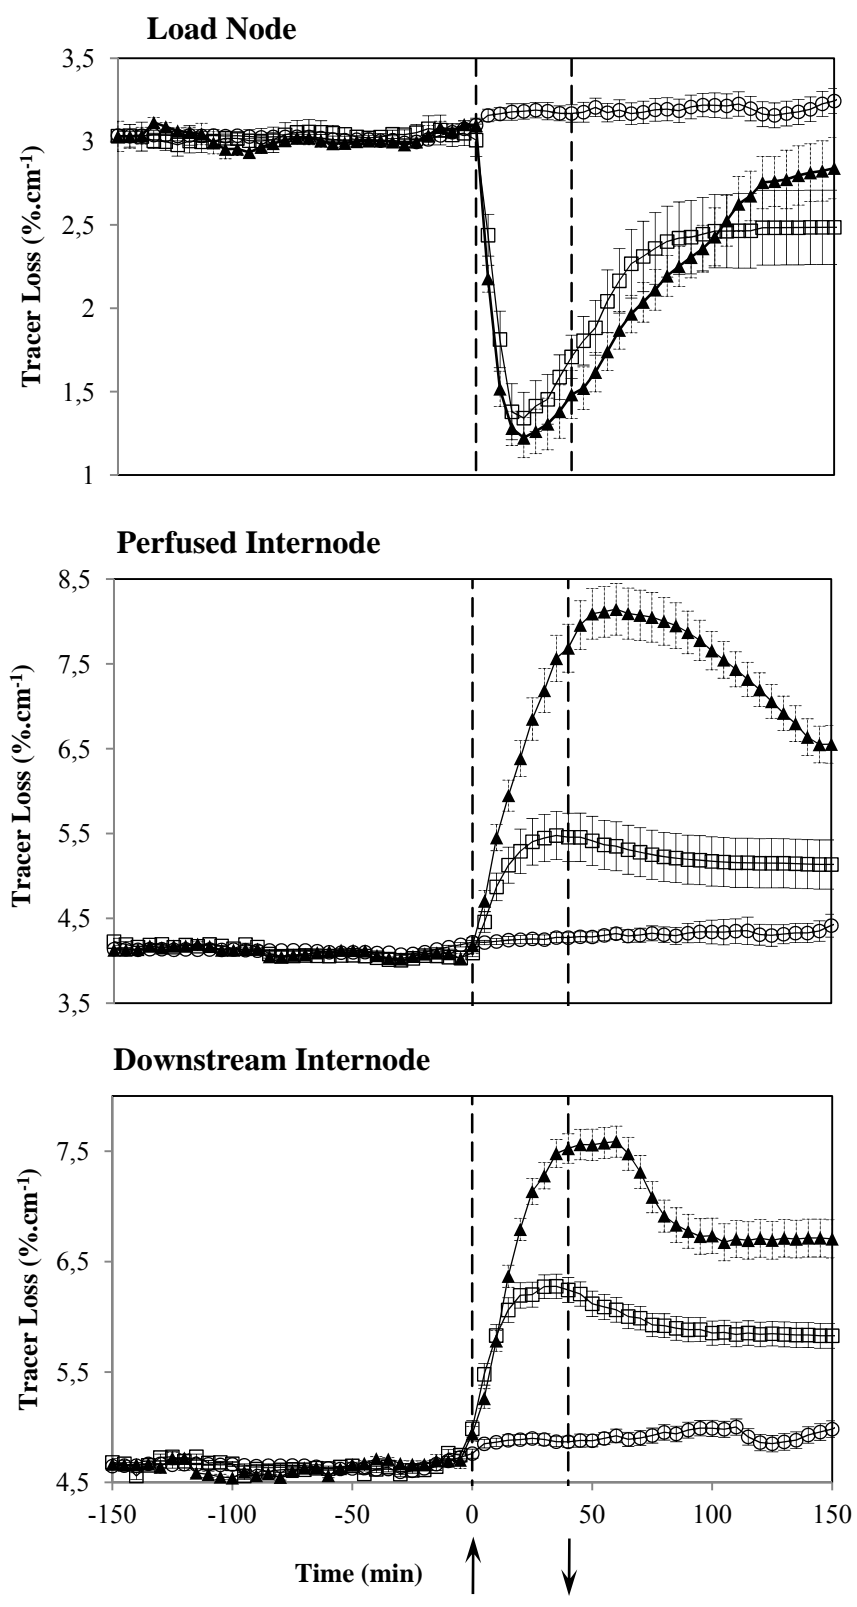 Load Node
3,5
3
2,5
2
1,5
1
Tracer Loss (%.cm-1)
Perfused Internode
8,5
7,5
6,5
5,5
4,5
3,5
Tracer Loss (%.cm-1)
Downstream Internode
7,5
6,5
5,5
4,5
Tracer Loss (%.cm-1)
-150 -100 -50 0 50 100 150
Time (min)